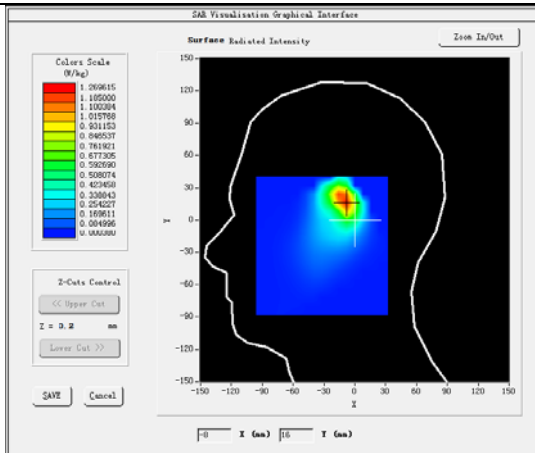 SAR Visualisation Graphical Interface
Surface Radiated Intensity
Zoom In/Out
Colors Scale
(W/kg)
1.269615
1.185000
1.100384
1.015768
0.931153
0.846537
0.761921
0.677305
0.592690
0.508074
0.423458
0.338843
0.254227
0.169611
0.084996
0.000380
150
120
90
60
30
0
-30
-60
-90
-120
-150
Y
-150 -120 -90 -60 -30 0 30 60 90 120 150
X
Z-Cuts Control
<< Upper Cut
Z = 0.2 mm
Lower Cut >>
SAVE Cancel
-8 X (mm) 16 Y (mm)